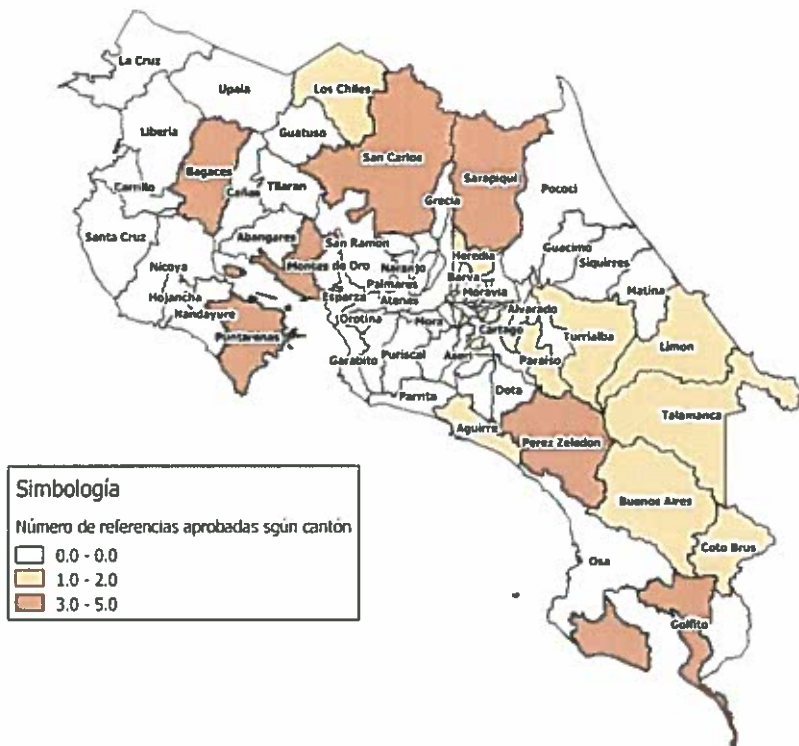 La Cruz
Upala
Los Chiles
Liberia
Guatuso
San Carlos
Bagaces
Sarapiqui
Cañas
Tilaran
Carrillo
Grecia
Pococi
Santa Cruz
Abangares
San Ramon
Guacimo
Heredia
Siquirres
Nicoya
Montes de Oro
Naranjo
Barva
Palmares
Moravia
Matina
Hojancha
Esparza
Atenas
Nandayure
Orotina
Mora
Alvarado
Cartago
Turrialba
Limon
Puntarenas
Garabito
Puriscal
Aserri
Paraiso
Parrita
Dota
Talamanca
Aguirre
Perez Zeledon
Buenos Aires
Coto Brus
Osa
Golfito
Simbología
Número de referencias aprobadas sgún cantón
0.0 - 0.0
1.0 - 2.0
3.0 - 5.0